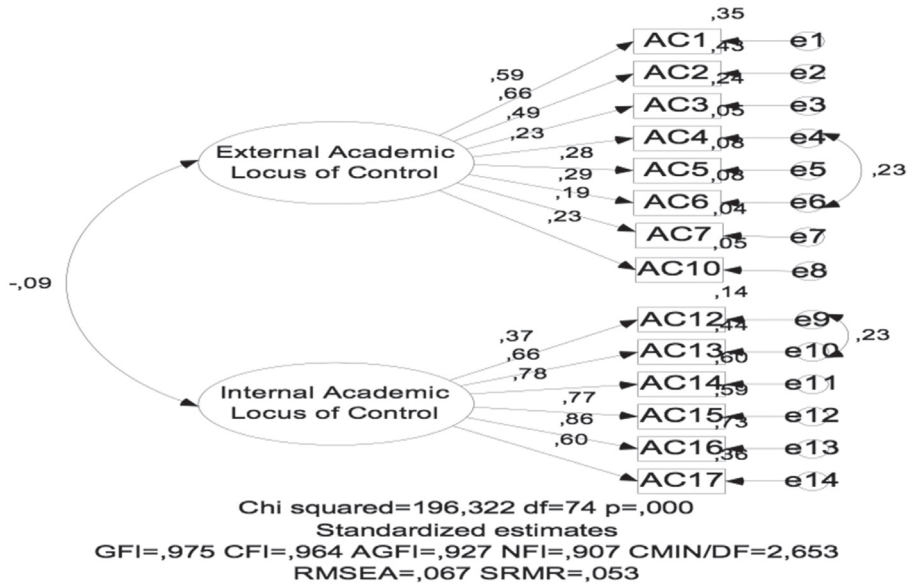 ,35
AC1 e1
,59 ,43
AC2 e2
,66 ,24
AC3 e3
,49 ,05
AC4 e4
,23 ,08
AC5 e5
,28 ,08
AC6 e6
,29 ,04
AC7 e7
,19 ,05
AC10 e8
,23
,23
External Academic
Locus of Control
-,09
,14
AC12 e9
,37 ,44
AC13 e10
,66 ,60
AC14 e11
,78 ,59
AC15 e12
,77 ,73
AC16 e13
,86 ,36
AC17 e14
,60
,23
Internal Academic
Locus of Control
Chi squared=196,322 df=74 p=,000
Standardized estimates
GFI=,975 CFI=,964 AGFI=,927 NFI=,907 CMIN/DF=2,653
RMSEA=,067 SRMR=,053